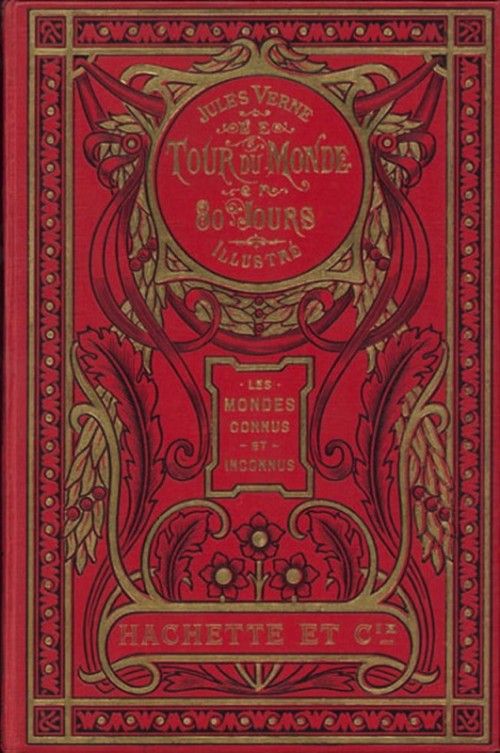 JULES VERNE
LE
TOUR DU MONDE
en
80 JOURS
ILLUSTRÉ
LES
MONDES
CONNUS
- ET -
INCONNUS
HACHETTE ET CIE